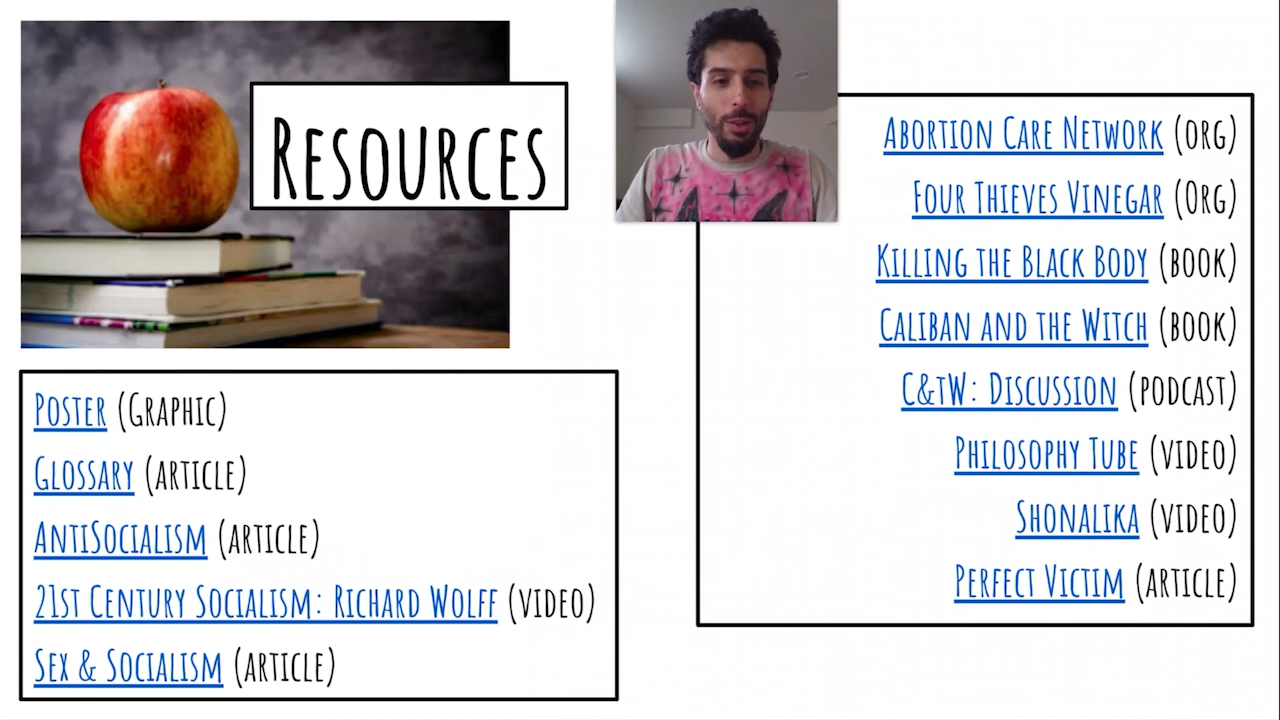 Resources
Poster (Graphic)
Glossary (article)
AntiSocialism (article)
21st Century Socialism: Richard Wolff (video)
Sex & Socialism (article)
Abortion Care Network (org)
Four Thieves Vinegar (Org)
Killing the Black Body (book)
Caliban and the Witch (book)
C&tW: Discussion (podcast)
Philosophy Tube (video)
Shonalika (video)
Perfect Victim (article)